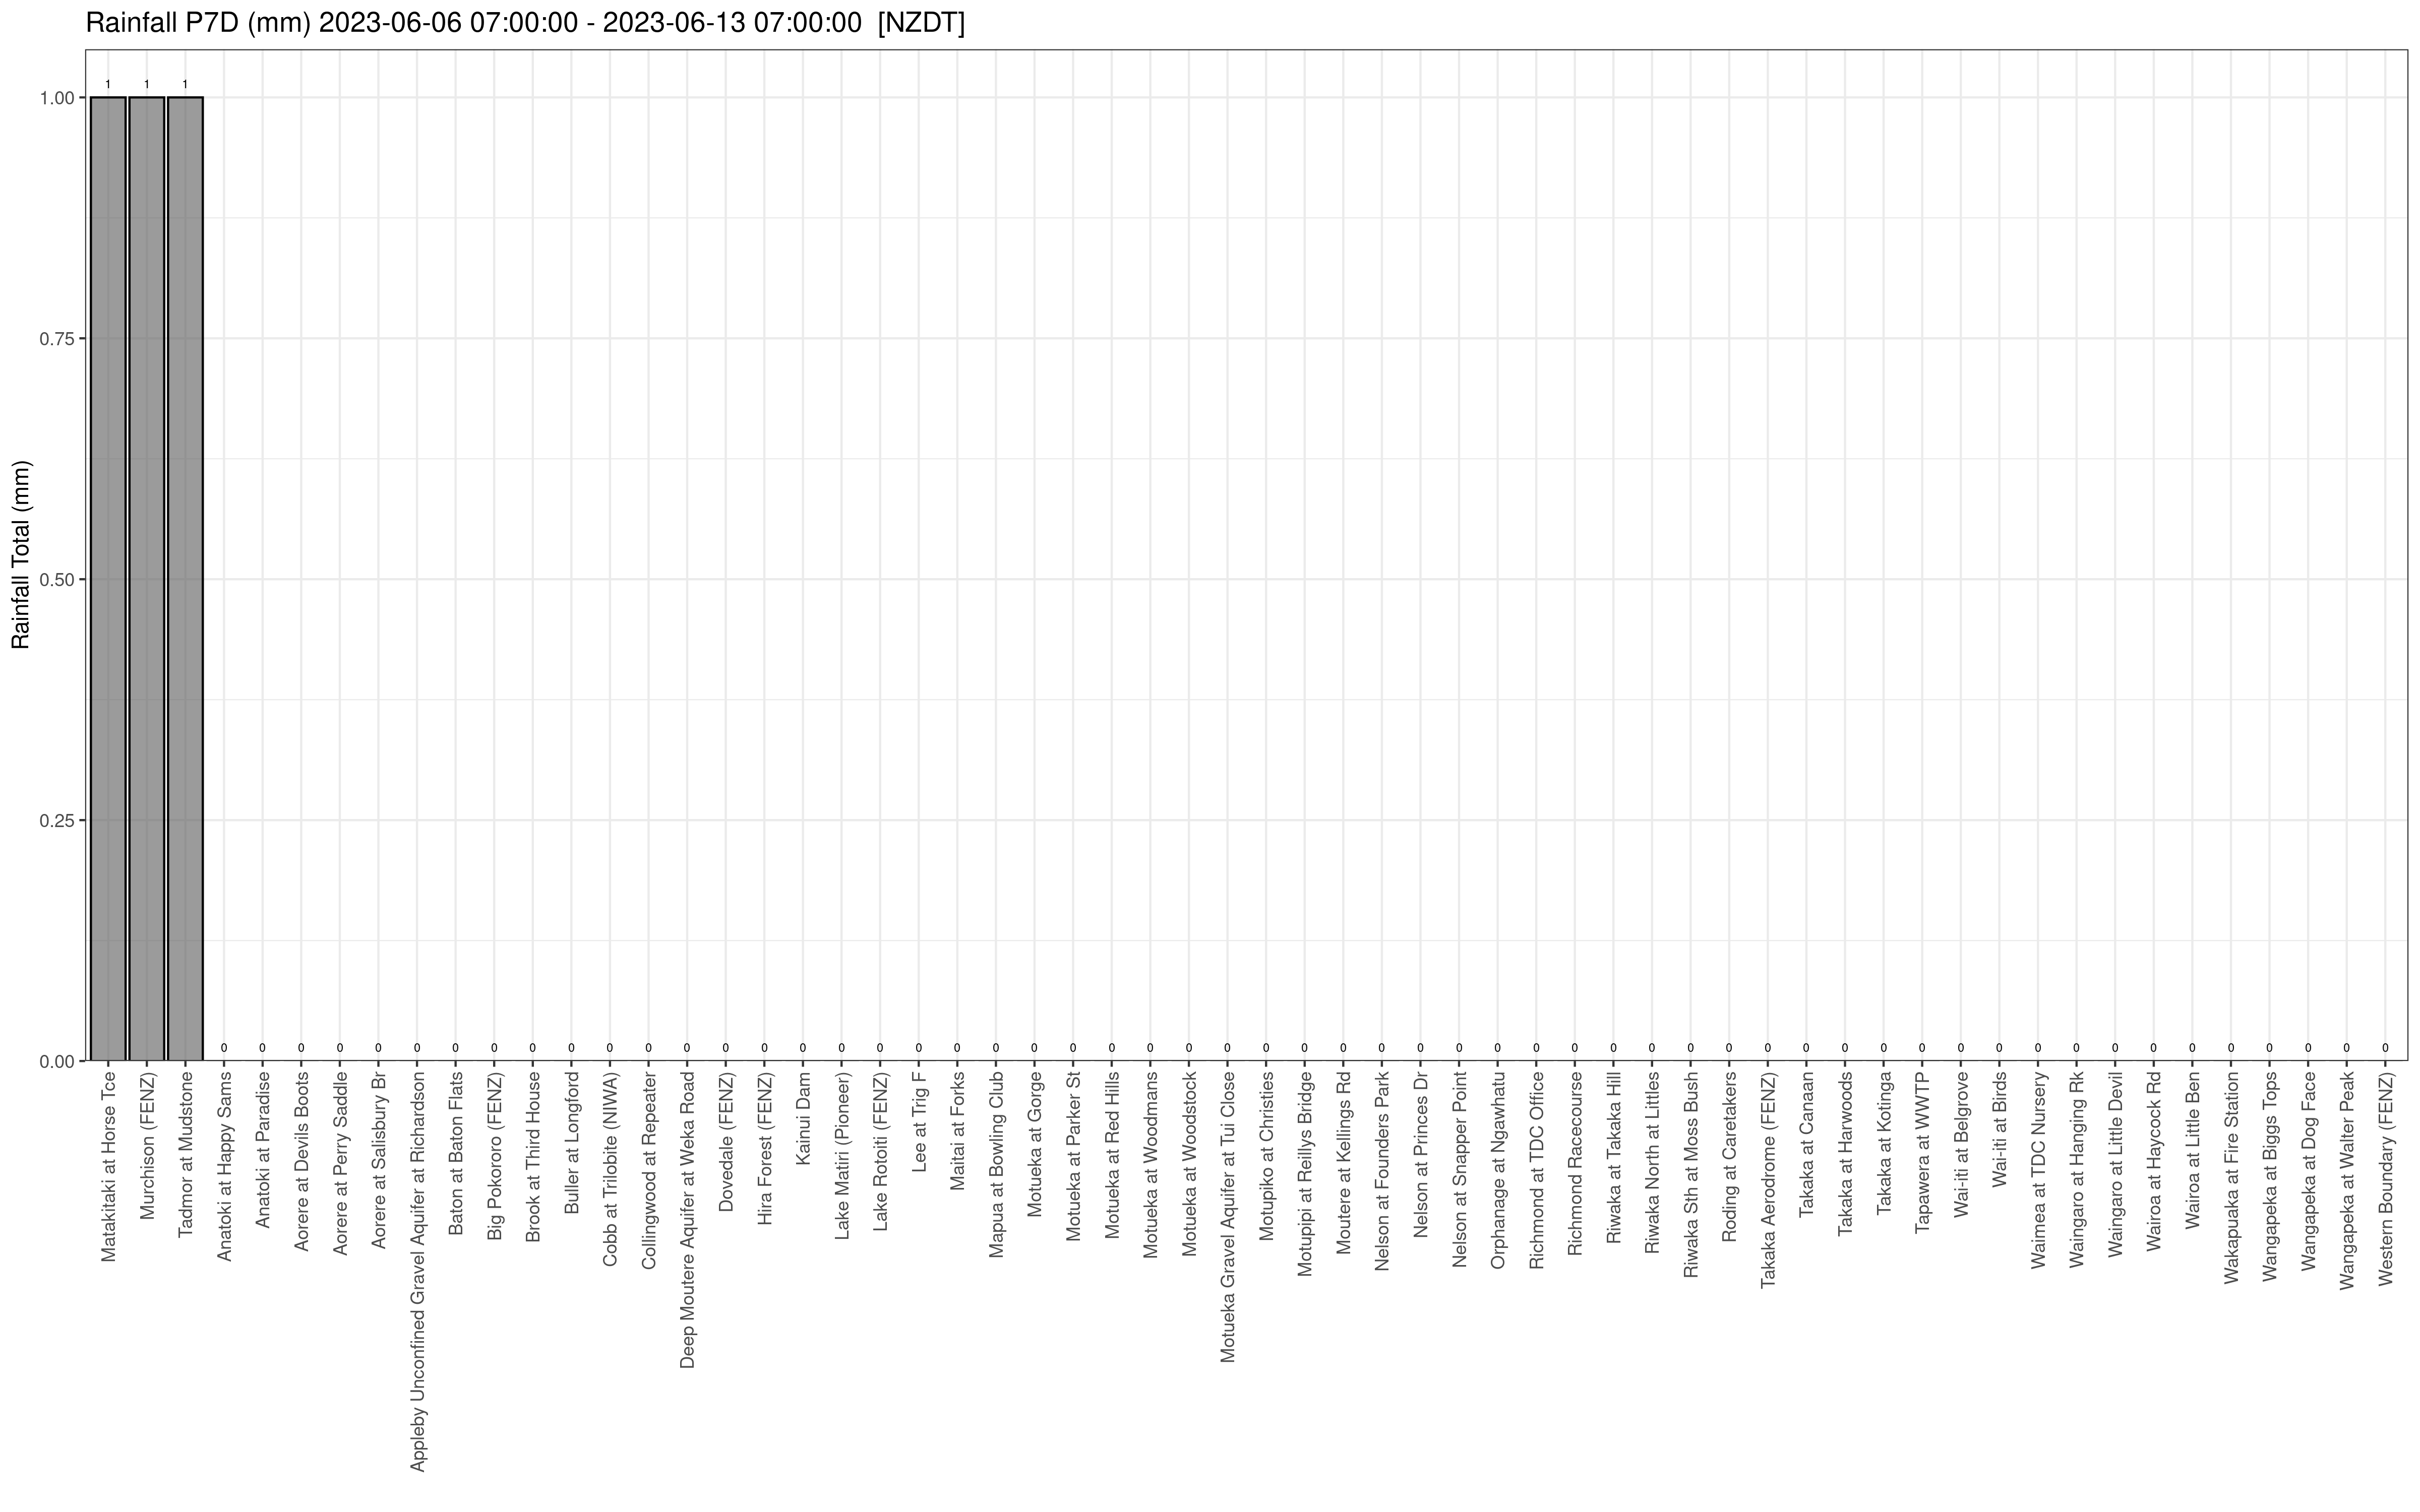 Rainfall P7D (mm) 2023-06-06 07:00:00 - 2023-06-13 07:00:00 [NZDT]
Rainfall Total (mm)
1.00
0.75
0.50
0.25
0.00
1 1 1
0 0 0 0 0 0 0 0 0 0 0 0 0 0 0 0 0 0 0 0 0 0 0 0 0 0 0 0 0 0 0 0 0 0 0 0 0 0 0 0 0 0 0 0 0 0 0 0 0 0 0 0 0 0 0 0 0
Matakitaki at Horse Tce
Murchison (FENZ)
Tadmor at Mudstone
Anatoki at Happy Sams
Anatoki at Paradise
Aorere at Devils Boots
Aorere at Perry Saddle
Aorere at Salisbury Br
Appleby Unconfined Gravel Aquifer at Richardson
Baton at Baton Flats
Big Pokororo (FENZ)
Brook at Third House
Buller at Longford
Cobb at Trilobite (NIWA)
Collingwood at Repeater
Deep Moutere Aquifer at Weka Road
Dovedale (FENZ)
Hira Forest (FENZ)
Kainui Dam
Lake Matiri (Pioneer)
Lake Rotoiti (FENZ)
Lee at Trig F
Maitai at Forks
Mapua at Bowling Club
Motueka at Gorge
Motueka at Parker St
Motueka at Red Hills
Motueka at Woodmans
Motueka at Woodstock
Motueka Gravel Aquifer at Tui Close
Motupiko at Christies
Motupipi at Reillys Bridge
Moutere at Kellings Rd
Nelson at Founders Park
Nelson at Princes Dr
Nelson at Snapper Point
Orphanage at Ngawhatu
Richmond at TDC Office
Richmond Racecourse
Riwaka at Takaka Hill
Riwaka North at Littles
Riwaka Sth at Moss Bush
Roding at Caretakers
Takaka Aerodrome (FENZ)
Takaka at Canaan
Takaka at Harwoods
Takaka at Kotinga
Tapawera at WWTP
Wai-iti at Belgrove
Wai-iti at Birds
Waimea at TDC Nursery
Waingaro at Hanging Rk
Waingaro at Little Devil
Wairoa at Haycock Rd
Wairoa at Little Ben
Wakapuaka at Fire Station
Wangapeka at Biggs Tops
Wangapeka at Dog Face
Wangapeka at Walter Peak
Western Boundary (FENZ)